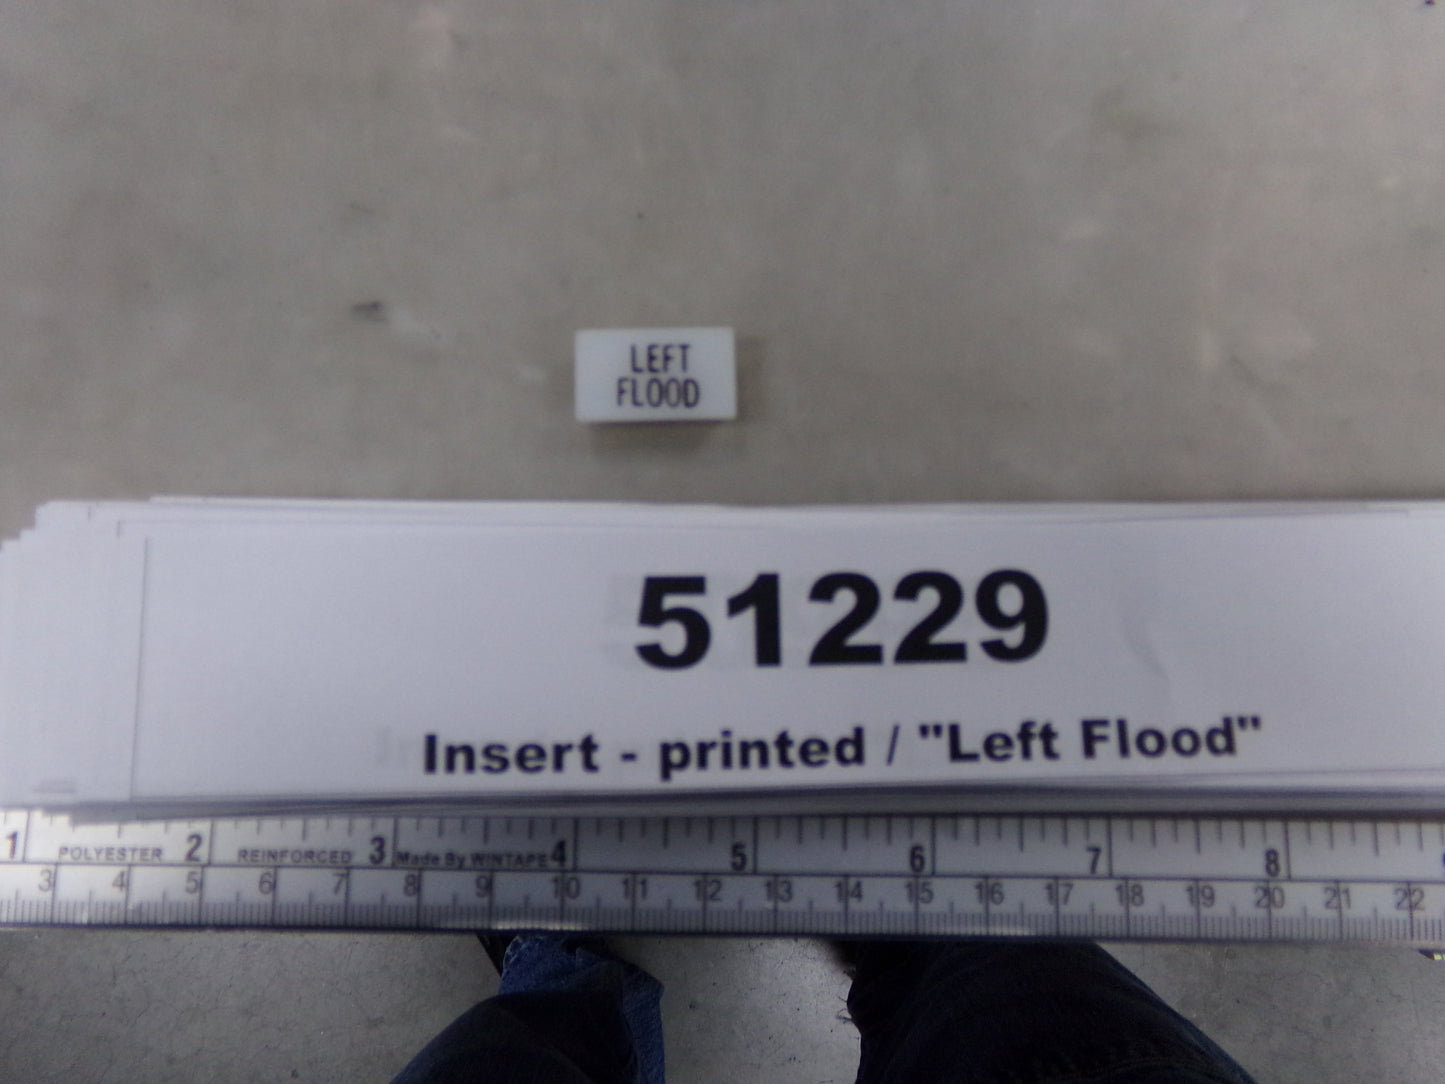 LEFT
FLOOD
51229
Insert - printed / "Left Flood"
1 POLYESTER 2 REINFORCED 3 Made By WINTAPE 4 5 6 7 8
3 4 5 6 7 8 9 10 11 12 13 14 15 16 17 18 19 20 21 22